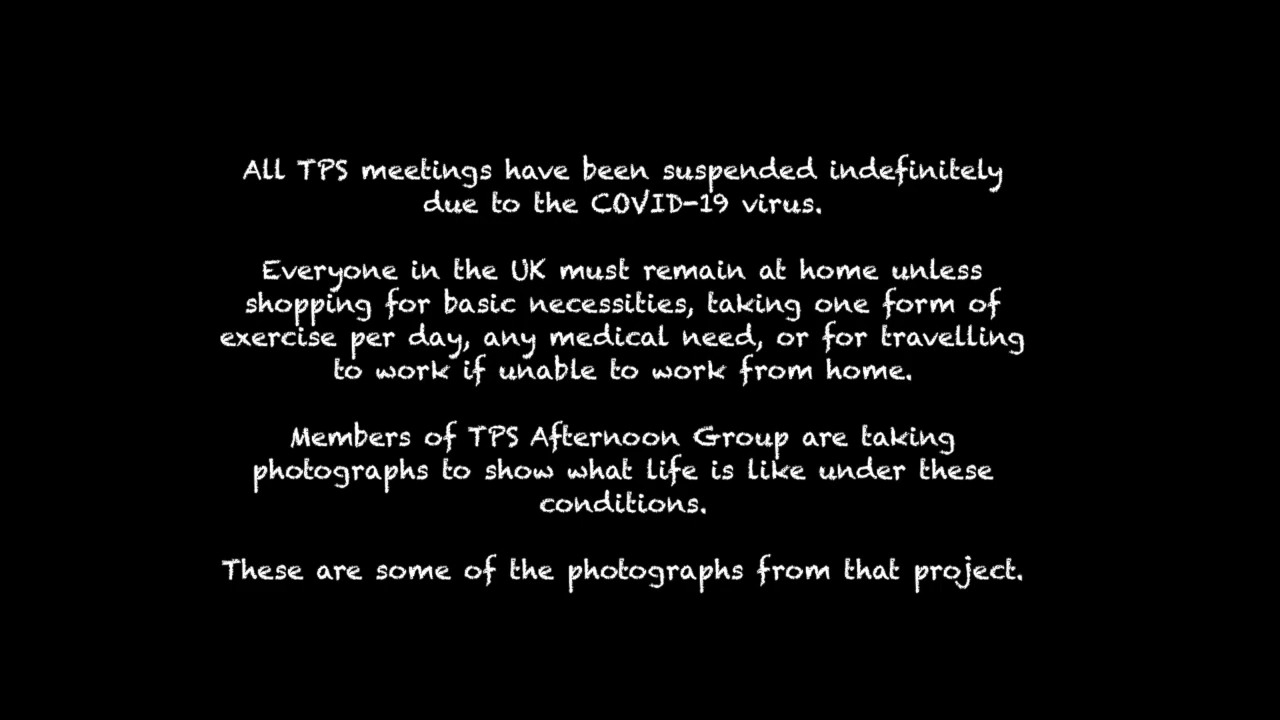 All TPS meetings have been suspended indefinitely
due to the COVID-19 virus.
Everyone in the UK must remain at home unless
shopping for basic necessities, taking one form of
exercise per day, any medical need, or for travelling
to work if unable to work from home.
Members of TPS Afternoon Group are taking
photographs to show what life is like under these
conditions.
These are some of the photographs from that project.